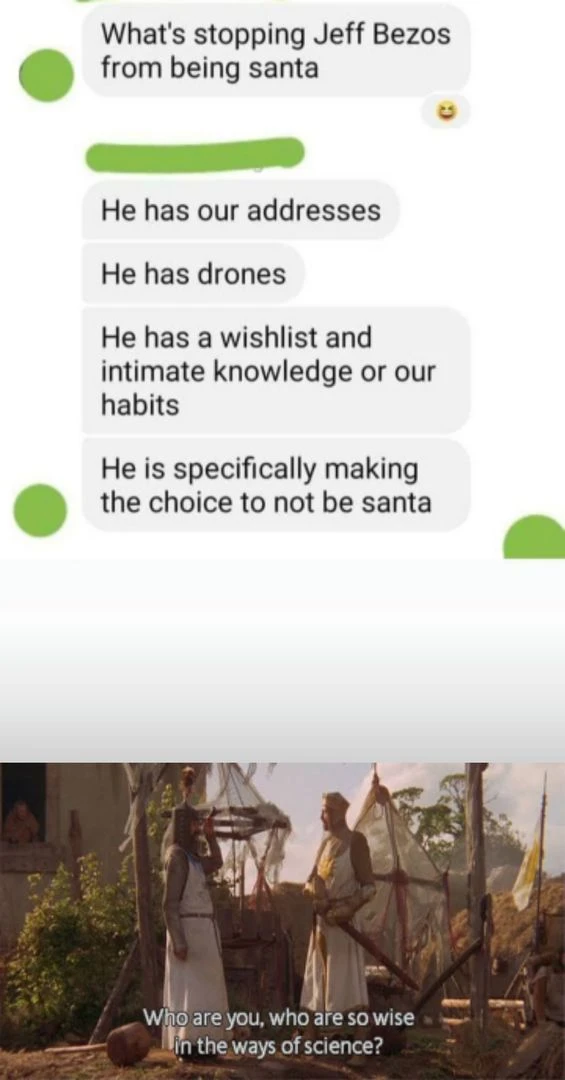 What's stopping Jeff Bezos
from being santa
He has our addresses
He has drones
He has a wishlist and
intimate knowledge or our
habits
He is specifically making
the choice to not be santa
Who are you, who are so wise
in the ways of science?